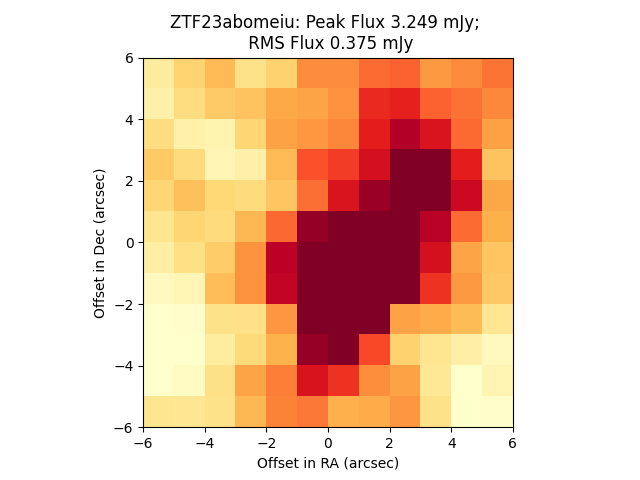 ZTF23abomeiu: Peak Flux 3.249 mJy;
RMS Flux 0.375 mJy
6
4
2
0
−2
−4
−6
Offset in Dec (arcsec)
−6 −4 −2 0 2 4 6
Offset in RA (arcsec)